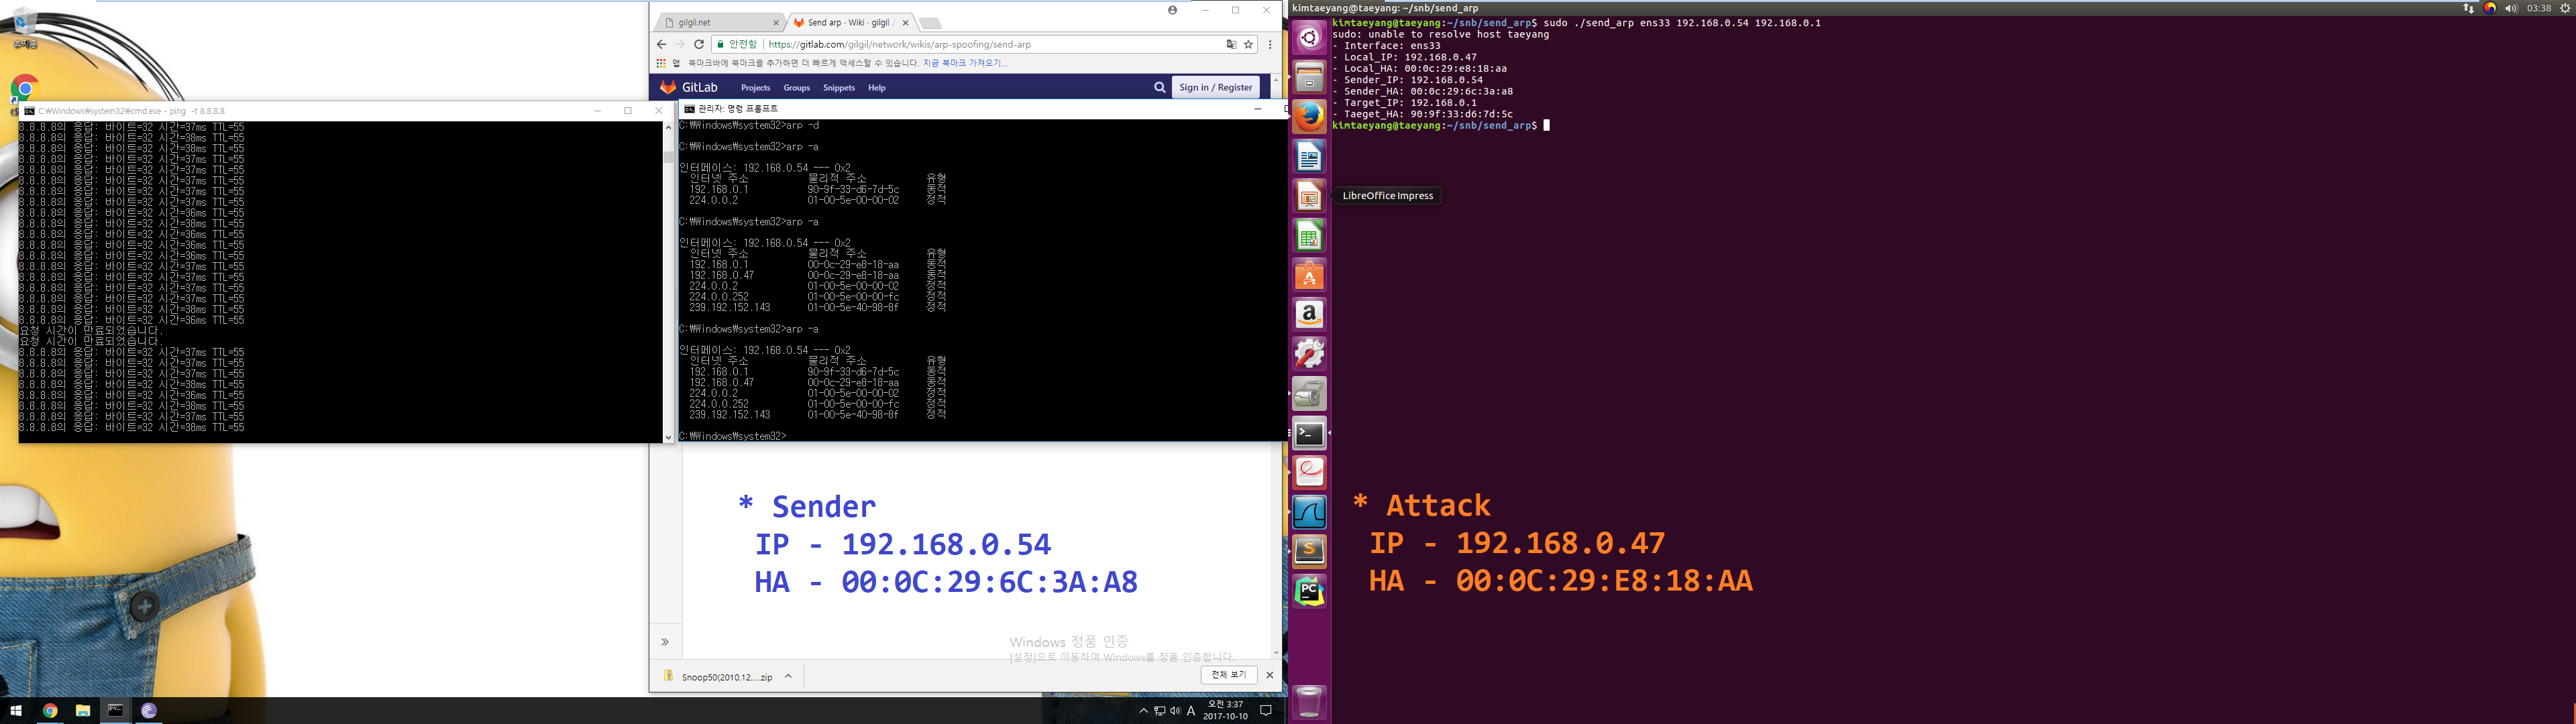 휴지통
C:₩Windows₩system32₩cmd.exe - ping  -t 8.8.8.8
8.8.8.8의 응답: 바이트=32 시간=37ms TTL=55
8.8.8.8의 응답: 바이트=32 시간=37ms TTL=55
8.8.8.8의 응답: 바이트=32 시간=38ms TTL=55
8.8.8.8의 응답: 바이트=32 시간=37ms TTL=55
8.8.8.8의 응답: 바이트=32 시간=37ms TTL=55
8.8.8.8의 응답: 바이트=32 시간=37ms TTL=55
8.8.8.8의 응답: 바이트=32 시간=37ms TTL=55
8.8.8.8의 응답: 바이트=32 시간=37ms TTL=55
8.8.8.8의 응답: 바이트=32 시간=36ms TTL=55
8.8.8.8의 응답: 바이트=32 시간=38ms TTL=55
8.8.8.8의 응답: 바이트=32 시간=36ms TTL=55
8.8.8.8의 응답: 바이트=32 시간=38ms TTL=55
8.8.8.8의 응답: 바이트=32 시간=36ms TTL=55
8.8.8.8의 응답: 바이트=32 시간=37ms TTL=55
8.8.8.8의 응답: 바이트=32 시간=37ms TTL=55
8.8.8.8의 응답: 바이트=32 시간=37ms TTL=55
8.8.8.8의 응답: 바이트=32 시간=37ms TTL=55
8.8.8.8의 응답: 바이트=32 시간=38ms TTL=55
8.8.8.8의 응답: 바이트=32 시간=36ms TTL=55
요청 시간이 만료되었습니다.
요청 시간이 만료되었습니다.
8.8.8.8의 응답: 바이트=32 시간=37ms TTL=55
8.8.8.8의 응답: 바이트=32 시간=37ms TTL=55
8.8.8.8의 응답: 바이트=32 시간=37ms TTL=55
8.8.8.8의 응답: 바이트=32 시간=38ms TTL=55
8.8.8.8의 응답: 바이트=32 시간=36ms TTL=55
8.8.8.8의 응답: 바이트=32 시간=37ms TTL=55
8.8.8.8의 응답: 바이트=32 시간=38ms TTL=55
8.8.8.8의 응답: 바이트=32 시간=38ms TTL=55
gilgil.net
Send arp · Wiki · gilgil /
안전함
https://gitlab.com/gilgil/network/wikis/arp-spoofing/send-arp
앱
북마크바에 북마크를 추가하면 더 빠르게 액세스할 수 있습니다. 지금 북마크 가져오기...
GitLab Projects Groups Snippets Help Sign in / Register
관리자: 명령 프롬프트
C:₩Windows₩system32>arp -d
C:₩Windows₩system32>arp -a
인터페이스: 192.168.0.54 --- 0x2
인터넷 주소 물리적 주소 유형
192.168.0.1 90-9f-33-d6-7d-5c 동적
224.0.0.2 01-00-5e-00-00-02 정적
C:₩Windows₩system32>arp -a
인터페이스: 192.168.0.54 --- 0x2
인터넷 주소 물리적 주소 유형
192.168.0.1 00-0c-29-e8-18-aa 동적
192.168.0.47 00-0c-29-e8-18-aa 동적
224.0.0.2 01-00-5e-00-00-02 정적
224.0.0.252 01-00-5e-00-00-fc 정적
239.192.152.143 01-00-5e-40-98-8f 정적
C:₩Windows₩system32>arp -a
인터페이스: 192.168.0.54 --- 0x2
인터넷 주소 물리적 주소 유형
192.168.0.1 90-9f-33-d6-7d-5c 동적
192.168.0.47 00-0c-29-e8-18-aa 동적
224.0.0.2 01-00-5e-00-00-02 정적
224.0.0.252 01-00-5e-00-00-fc 정적
239.192.152.143 01-00-5e-40-98-8f 정적
C:₩Windows₩system32>
* Sender
IP - 192.168.0.54
HA - 00:0C:29:6C:3A:A8
Windows 정품 인증
[설정]으로 이동하여 Windows를 정품 인증합니다.
Snoop50(2010.12....zip
전체 보기
A
오전 3:37
2017-10-10
kimtaeyang@taeyang: ~/snb/send_arp
03:38
kimtaeyang@taeyang:~/snb/send_arp$ sudo ./send_arp ens33 192.168.0.54 192.168.0.1
sudo: unable to resolve host taeyang
- Interface: ens33
- Local_IP: 192.168.0.47
- Local_HA: 00:0c:29:e8:18:aa
- Sender_IP: 192.168.0.54
- Sender_HA: 00:0c:29:6c:3a:a8
- Target_IP: 192.168.0.1
- Taeget_HA: 90:9f:33:d6:7d:5c
kimtaeyang@taeyang:~/snb/send_arp$
LibreOffice Impress
* Attack
IP - 192.168.0.47
HA - 00:0C:29:E8:18:AA